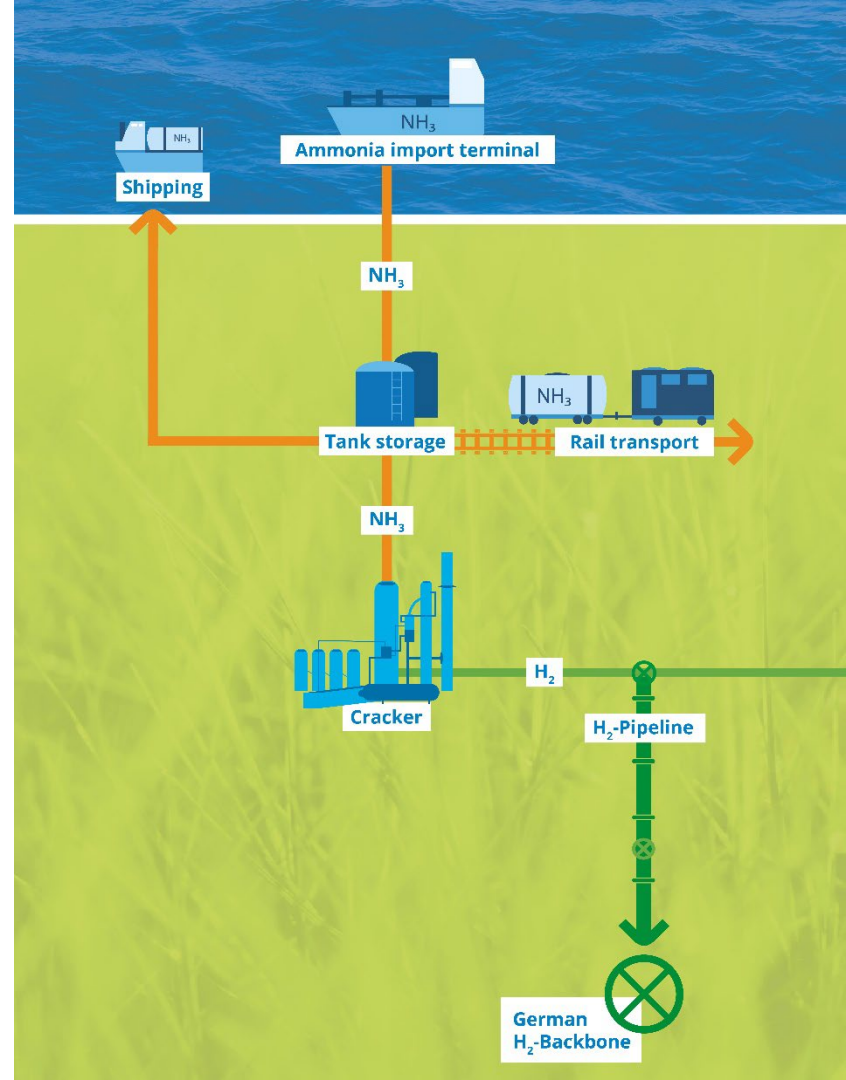 NH₃
Ammonia import terminal
NH₃
Shipping
NH₃
NH₃
Tank storage
Rail transport
NH₃
Cracker
H₂
H₂-Pipeline
German
H₂-Backbone